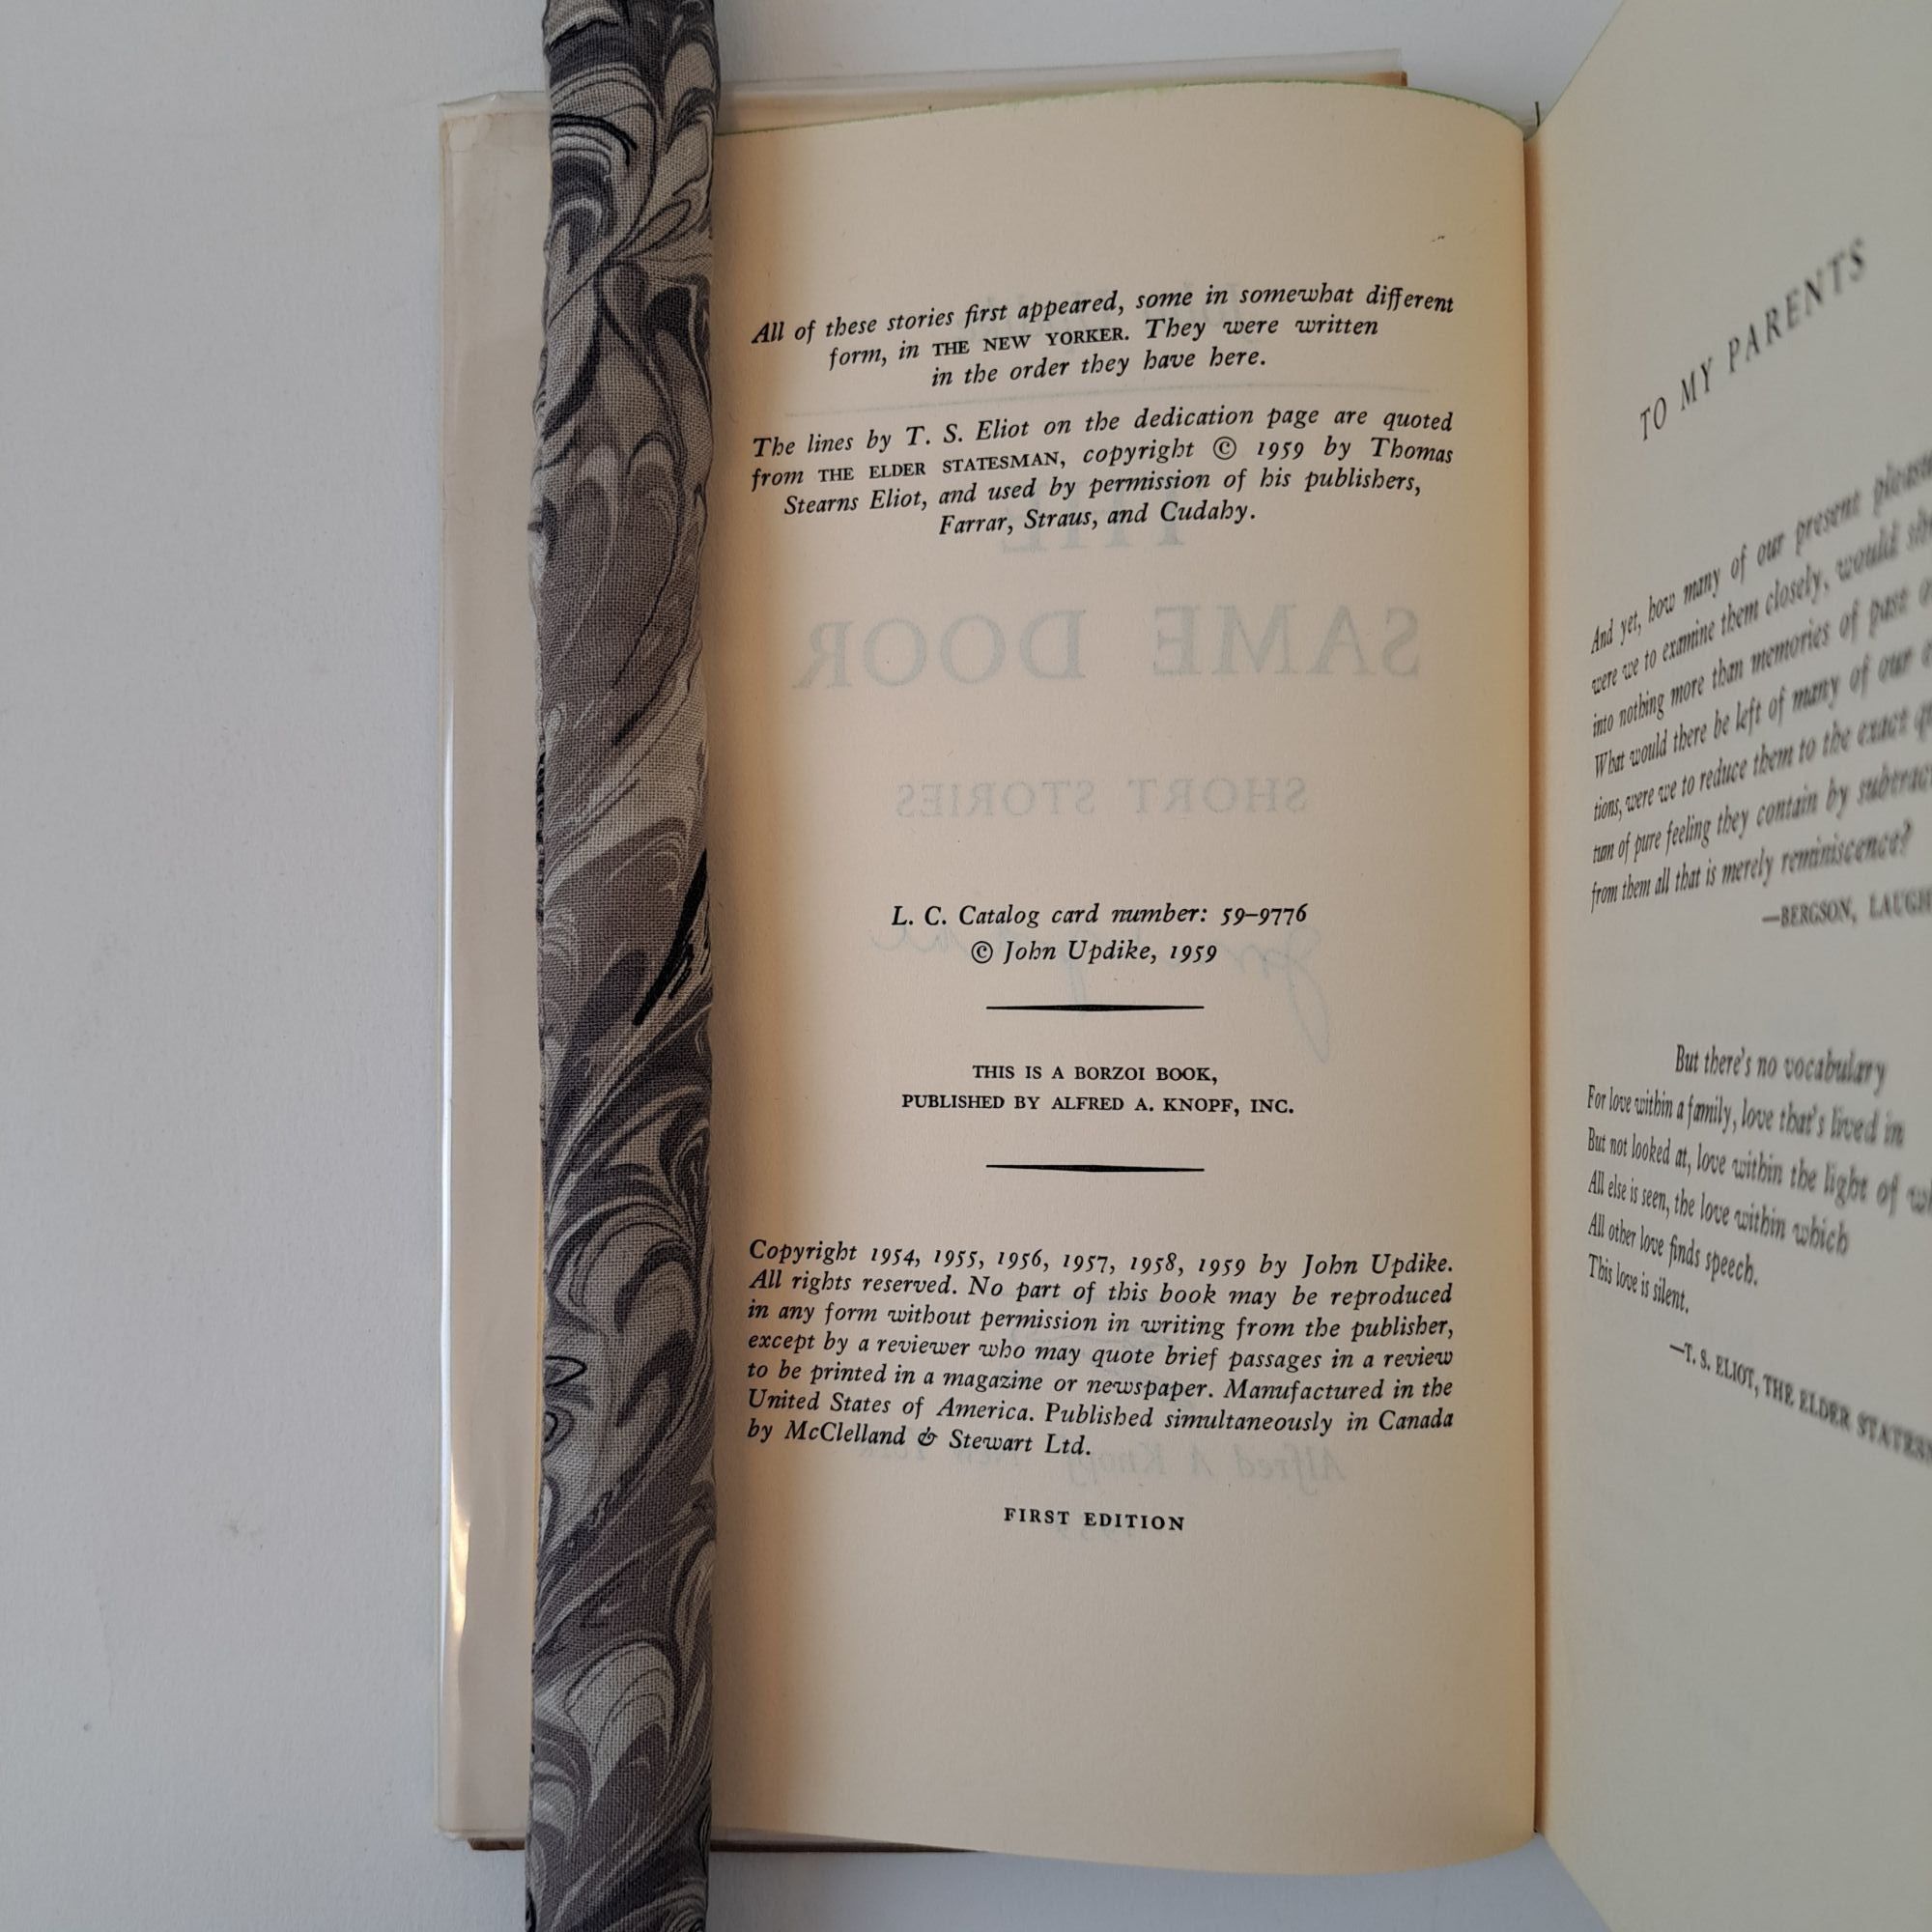 All of these stories first appeared, some in somewhat different
form, in THE NEW YORKER. They were written
in the order they have here.
The lines by T. S. Eliot on the dedication page are quoted
from THE ELDER STATESMAN, copyright © 1959 by Thomas
Stearns Eliot, and used by permission of his publishers,
Farrar, Straus, and Cudahy.
THE
SAME DOOR
SHORT STORIES
L. C. Catalog card number: 59–9776
© John Updike, 1959
THIS IS A BORZOI BOOK,
PUBLISHED BY ALFRED A. KNOPF, INC.
Copyright 1954, 1955, 1956, 1957, 1958, 1959 by John Updike.
All rights reserved. No part of this book may be reproduced
in any form without permission in writing from the publisher,
except by a reviewer who may quote brief passages in a review
to be printed in a magazine or newspaper. Manufactured in the
United States of America. Published simultaneously in Canada
by McClelland & Stewart Ltd.
Alfred A Knopf New York
FIRST EDITION
TO MY PARENTS
And yet, how many of our present
were we to examine them closely, would
into nothing more than memories of past
What would there be left of many of our
tions, were we to reduce them to the exact
tum of pure feeling they contain by
from them all that is merely reminiscence?
—BERGSON,
But there's no vocabulary
For love within a family, love that's lived in
But not looked at, love within the light of
All else is seen, the love within which
All other love finds speech.
This love is silent.
—T. S. ELIOT, THE ELDER